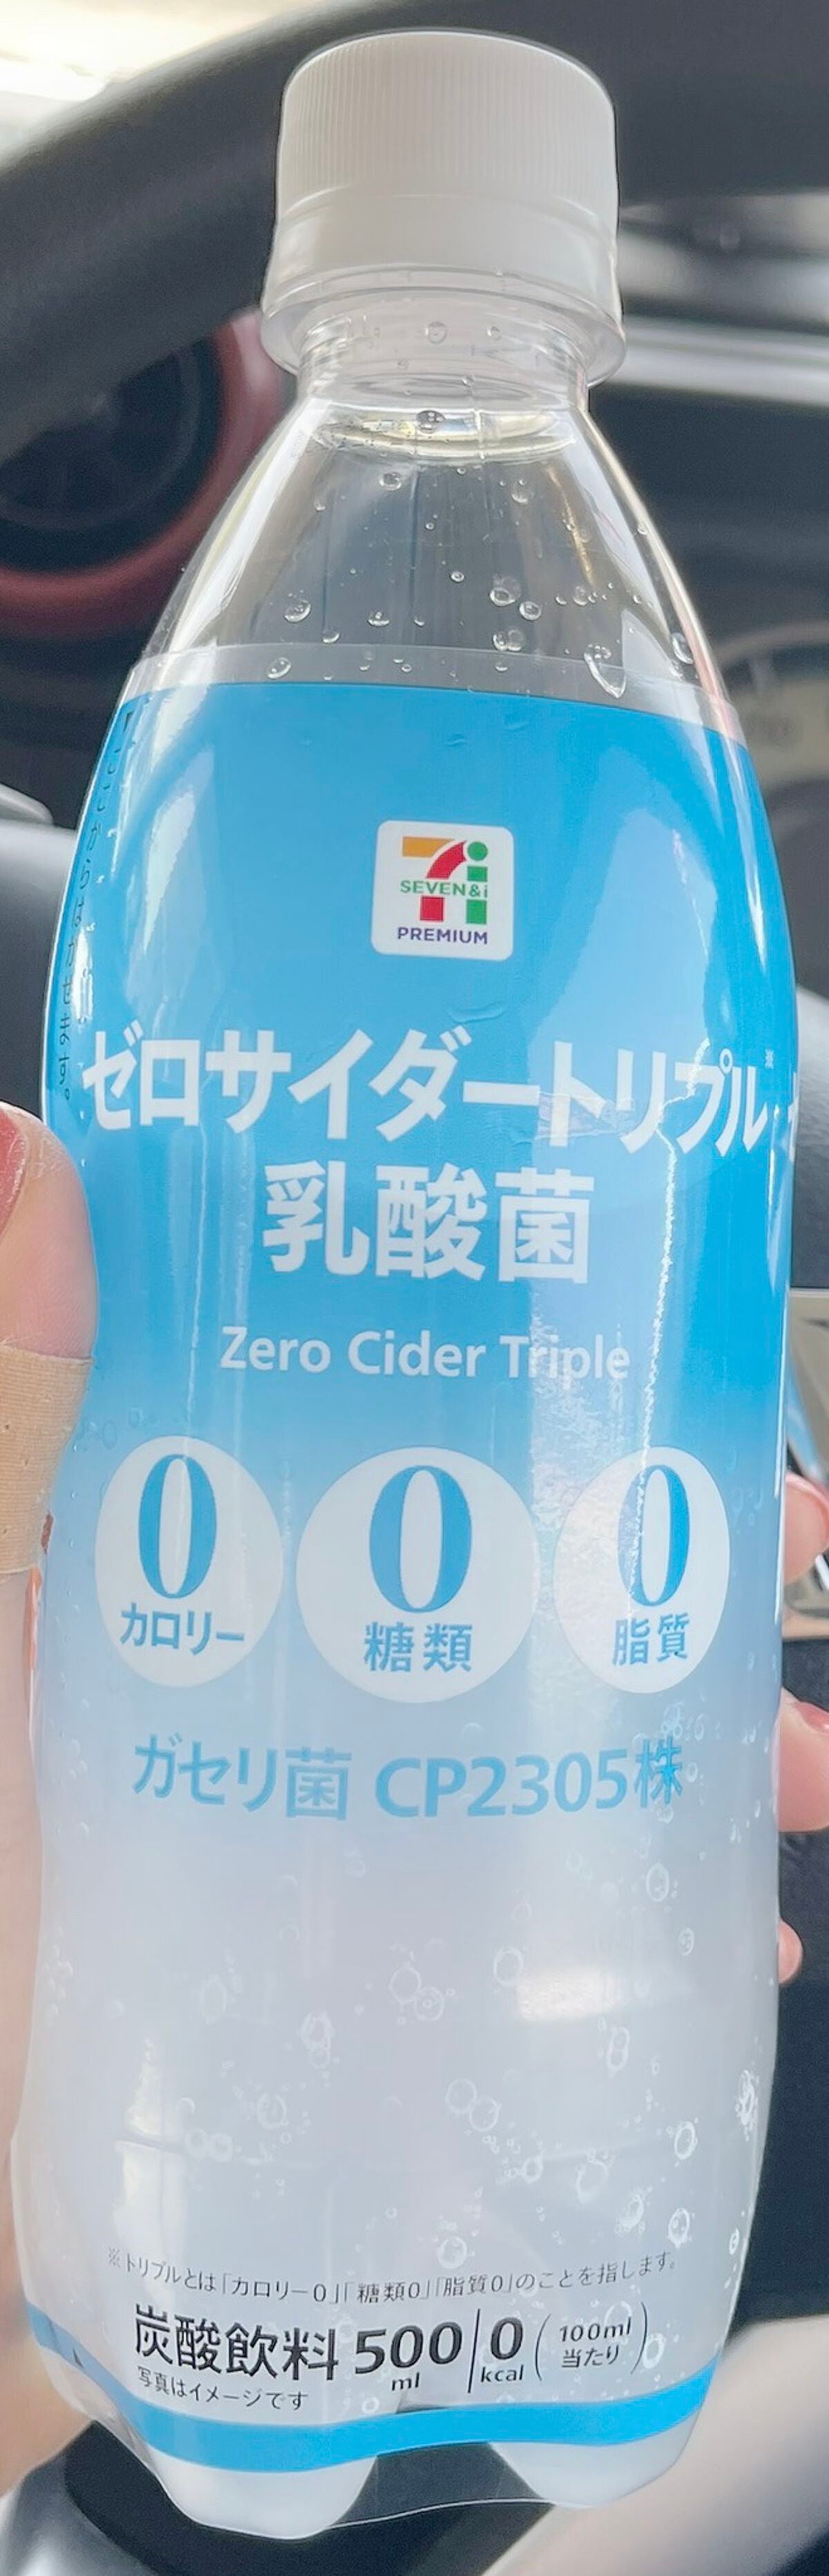 SEVEN&i
PREMIUM
ゼロサイダートリプル※
乳酸菌
Zero Cider Triple
0
カロリー
0
糖類
0
脂質
ガセリ菌 CP2305株
※トリプルとは「カロリー0」「糖類0」「脂質0」のことを指します。
炭酸飲料 500ml 0kcal (100ml当たり)
写真はイメージです